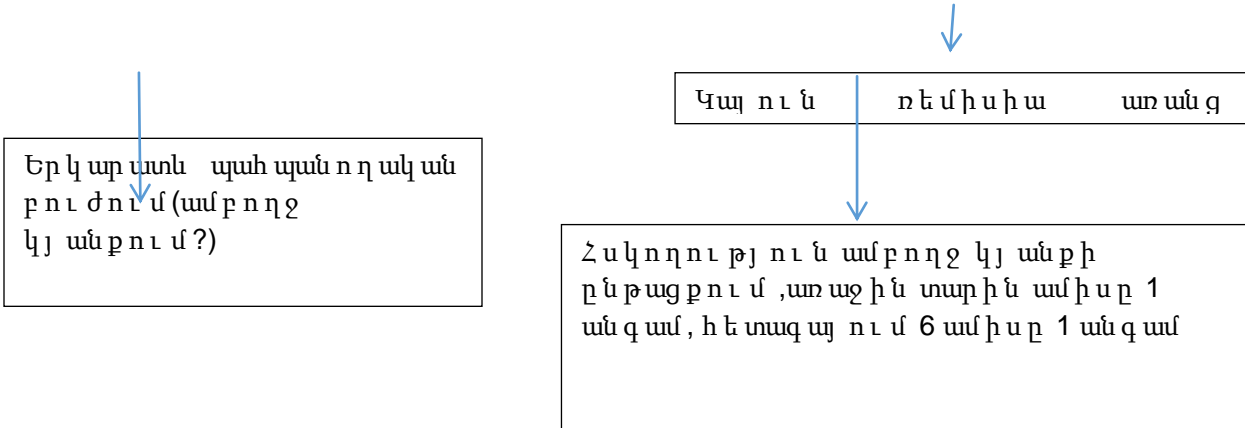 Կայուն ռեմիսիա առանց
Երկարատև պահպանողական
բուժում (ամբողջ
կյանքում ?)
Հսկողություն ամբողջ կյանքի
ընթացքում ,առաջին տարին ամիսը 1
անգամ , հետագայում 6 ամիսը 1 անգամ